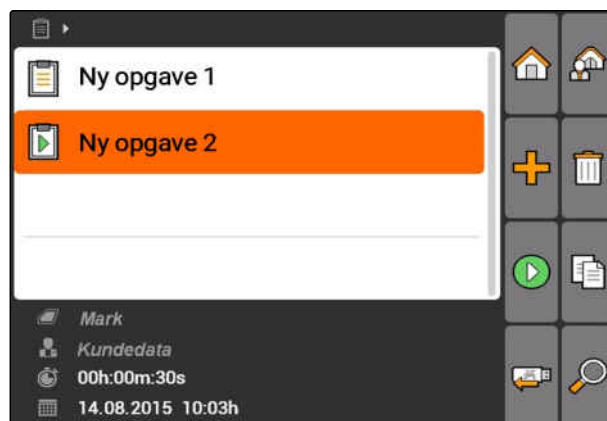 Ny opgave 1
Ny opgave 2
Mark
Kundedata
00h:00m:30s
14.08.2015 10:03h